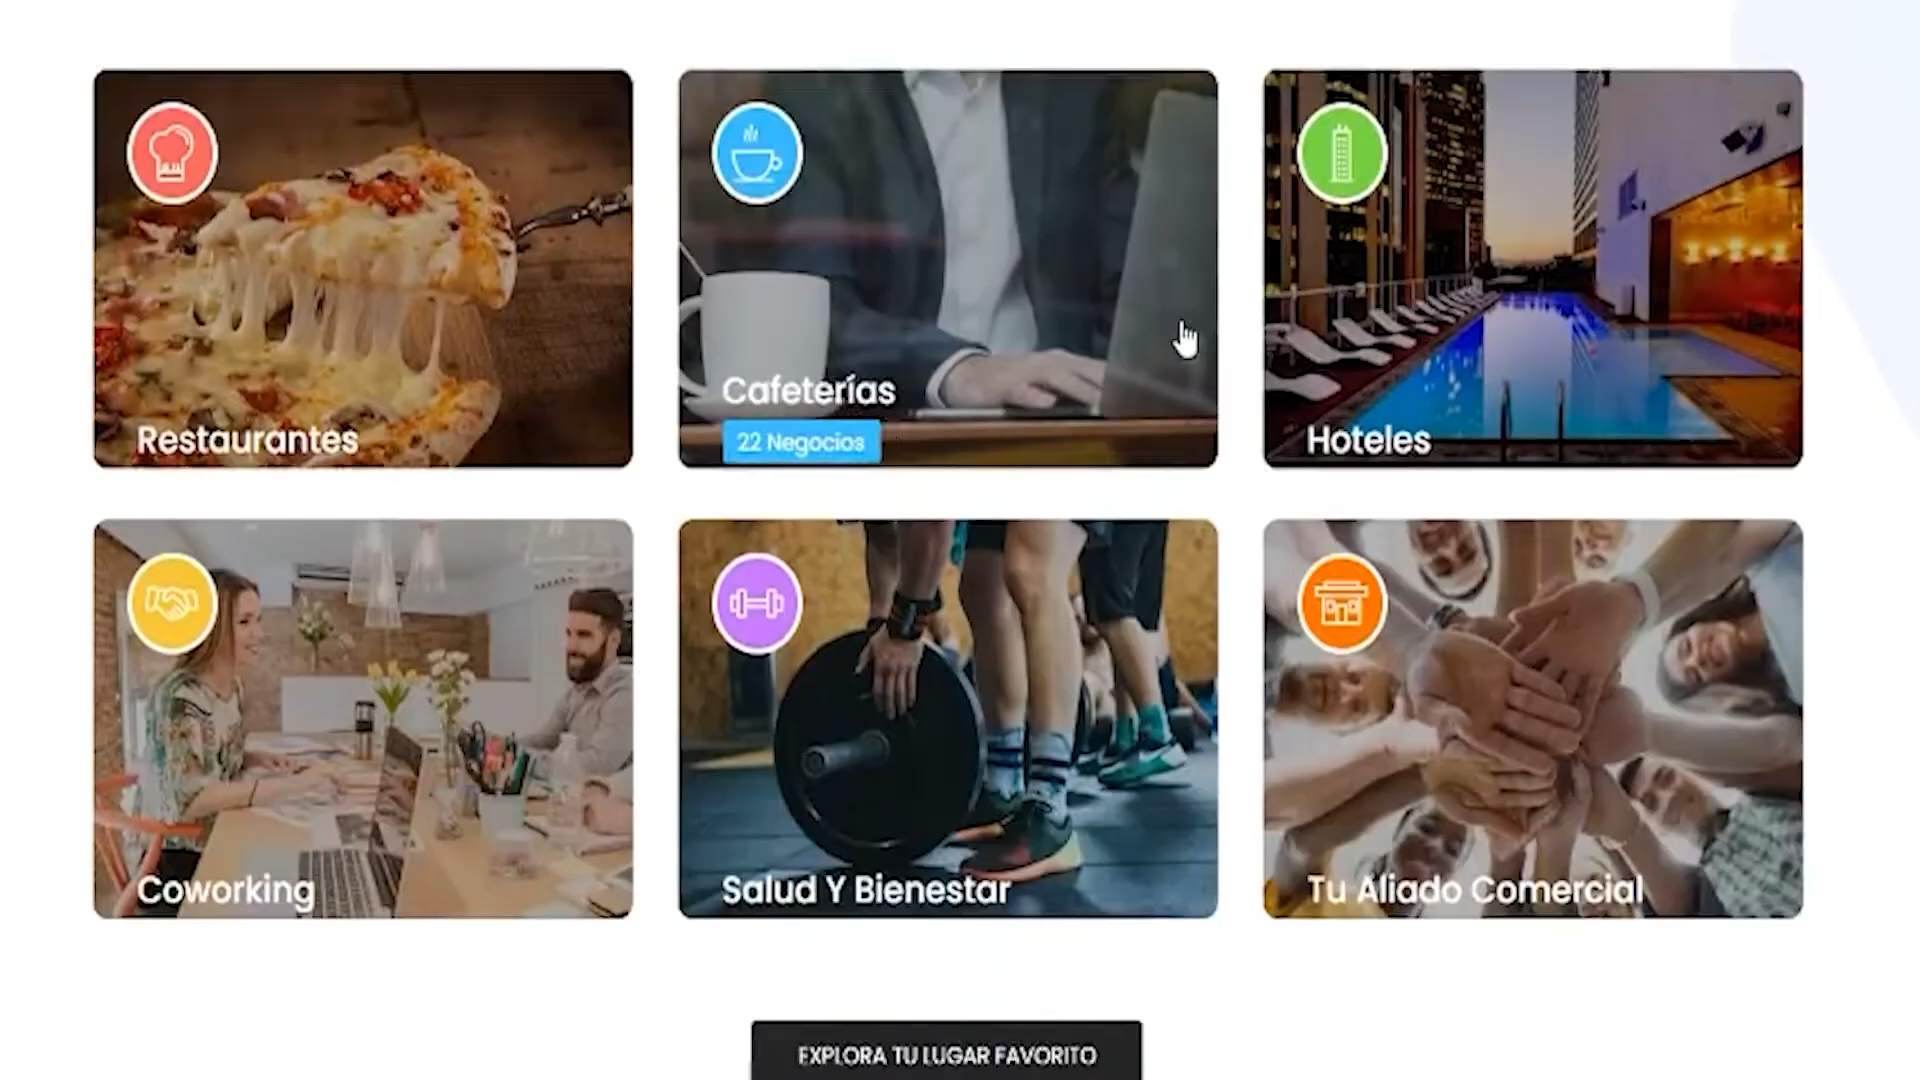 Restaurantes
Cafeterías
22 Negocios
Hoteles
Coworking
Salud Y Bienestar
Tu Aliado Comercial
EXPLORA TU LUGAR FAVORITO